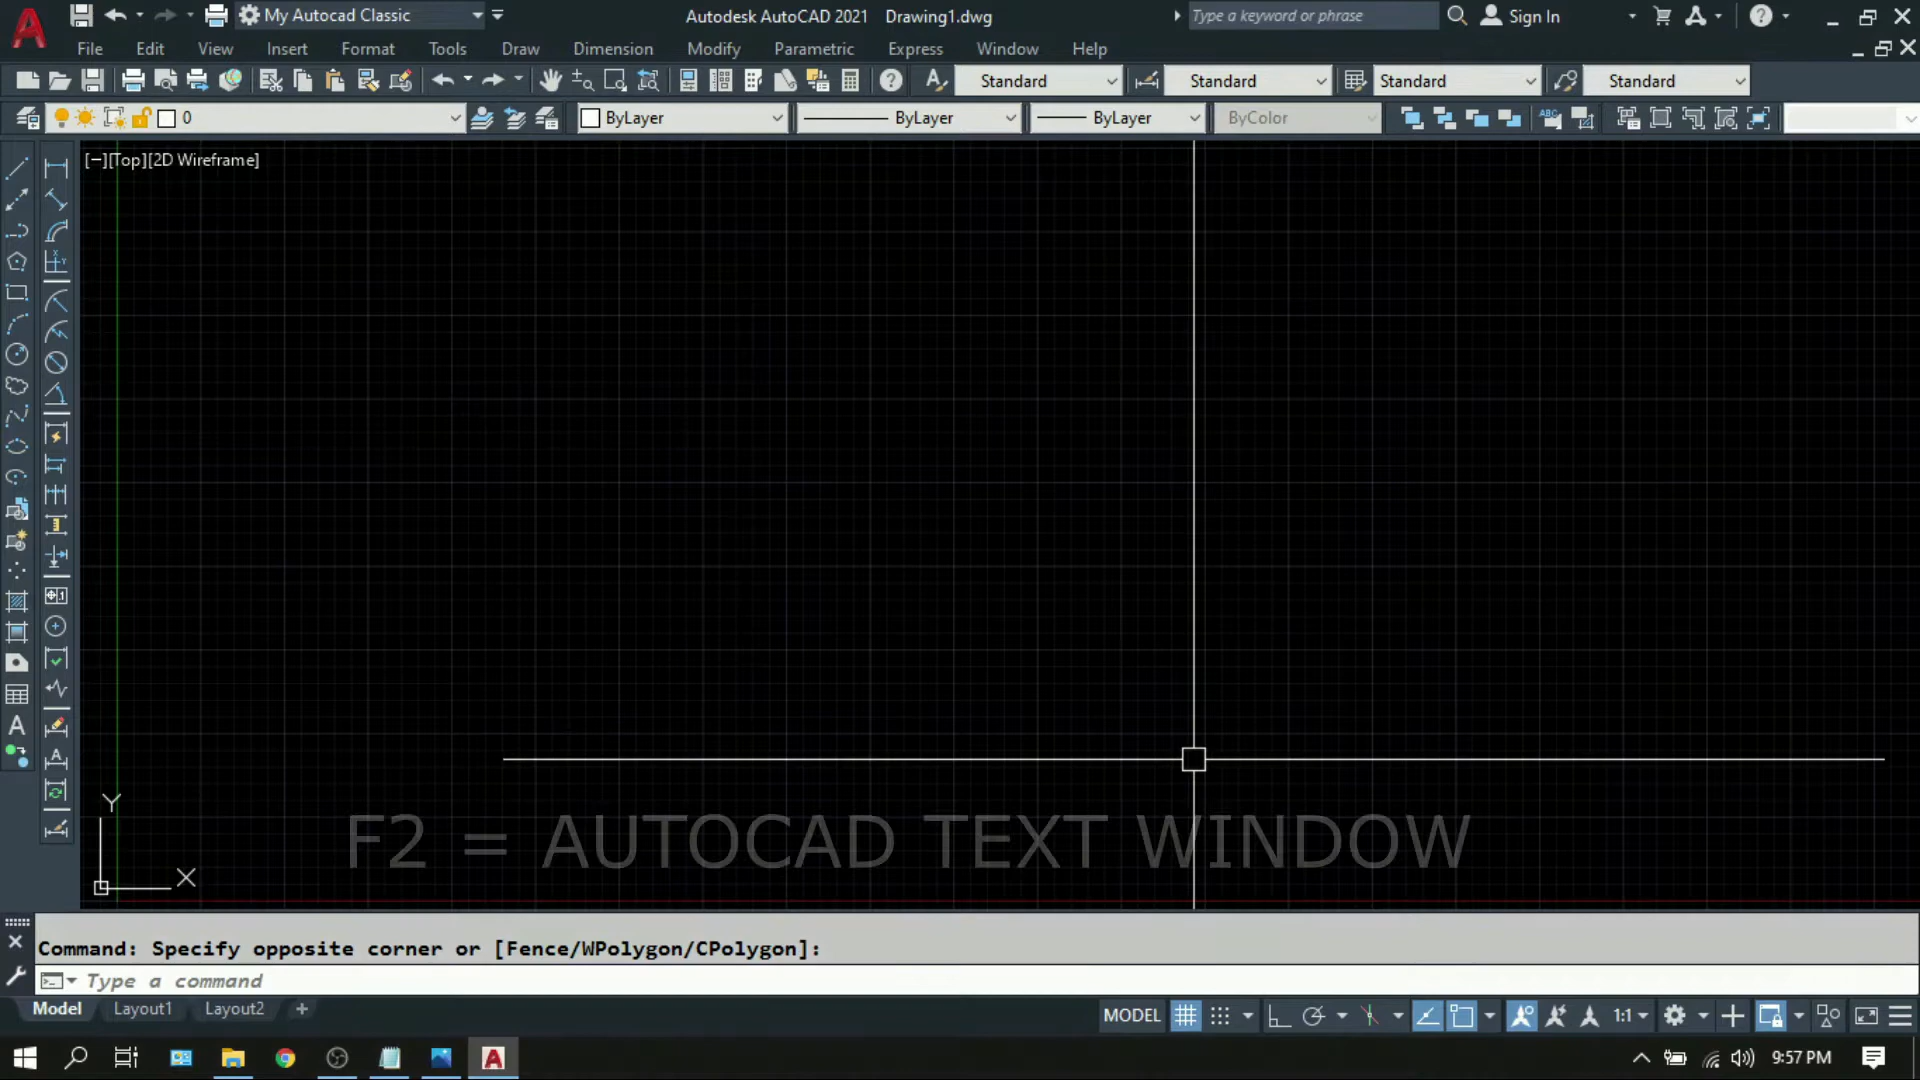 My Autocad Classic
Autodesk AutoCAD 2021 Drawing1.dwg
Type a keyword or phrase
Sign In
File Edit View Insert Format Tools Draw Dimension Modify Parametric Express Window Help
Standard Standard Standard Standard
0 ByLayer ByLayer ByLayer ByColor
[−][Top][2D Wireframe]
Y
X
F2 = AUTOCAD TEXT WINDOW
Command: Specify opposite corner or [Fence/WPolygon/CPolygon]:
Type a command
Model Layout1 Layout2 +
MODEL 1:1
9:57 PM